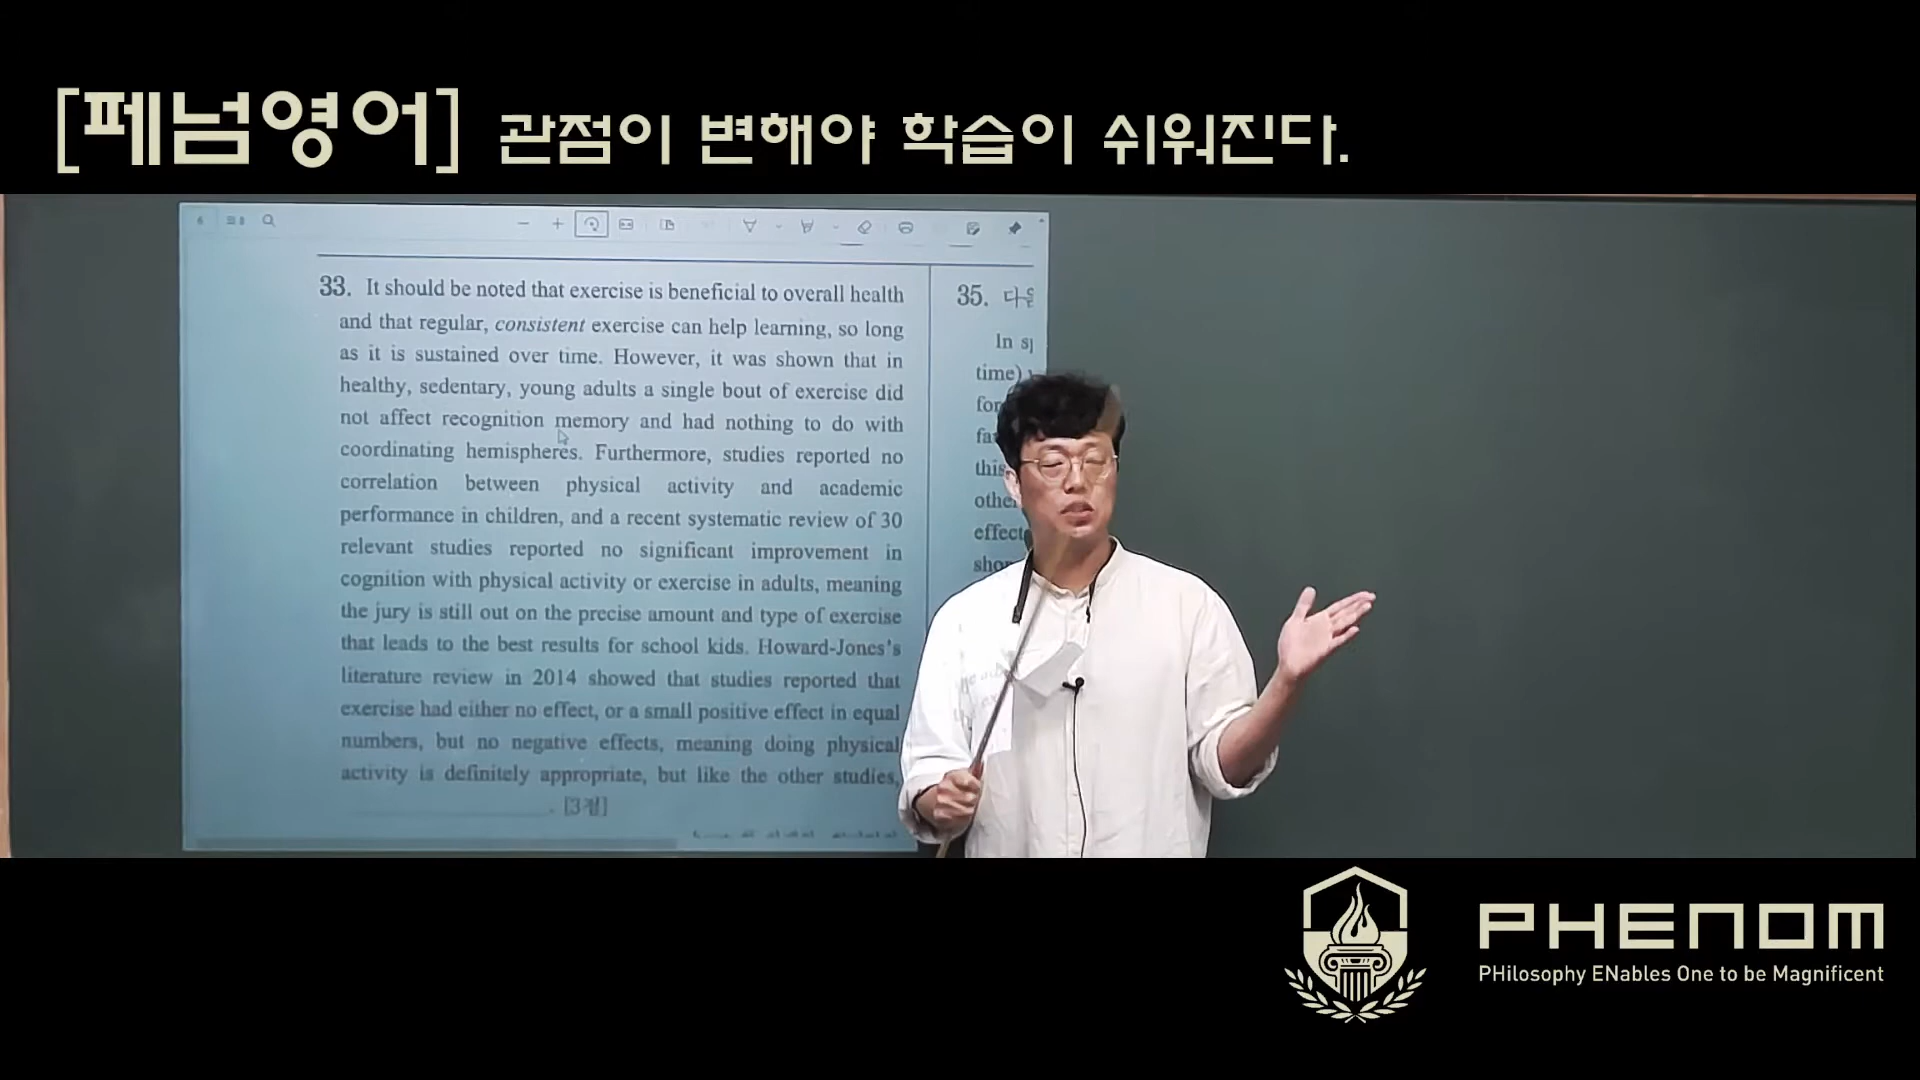 [페넘영어] 관점이 변해야 학습이 쉬워진다.
33. It should be noted that exercise is beneficial to overall health
and that regular, consistent exercise can help learning, so long
as it is sustained over time. However, it was shown that in
healthy, sedentary, young adults a single bout of exercise did
not affect recognition memory and had nothing to do with
coordinating hemispheres. Furthermore, studies reported no
correlation between physical activity and academic
performance in children, and a recent systematic review of 30
relevant studies reported no significant improvement in
cognition with physical activity or exercise in adults, meaning
the jury is still out on the precise amount and type of exercise
that leads to the best results for school kids. Howard-Jones's
literature review in 2014 showed that studies reported that
exercise had either no effect, or a small positive effect in equal
numbers, but no negative effects, meaning doing physical
activity is definitely appropriate, but like the other studies,
. [3점]
35. 다음
In sp
time)
for
fa
this
other
effect
shor
PHENOM
PHilosophy ENables One to be Magnificent